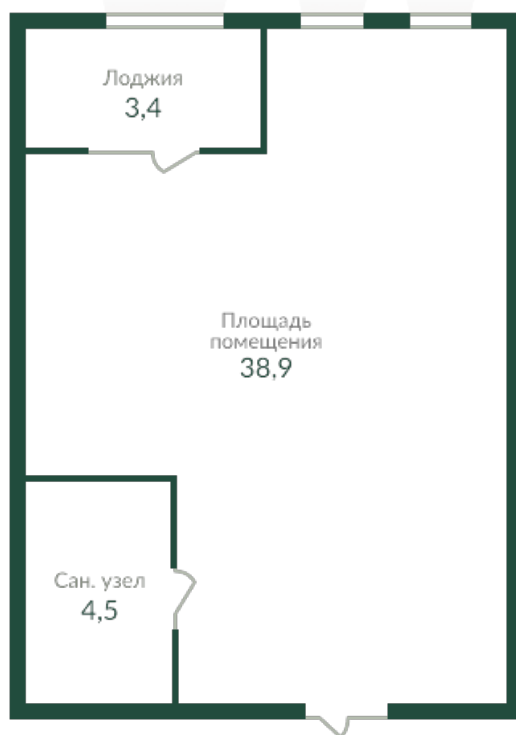 Лоджия
3,4
Площадь
помещения
38,9
Сан. узел
4,5